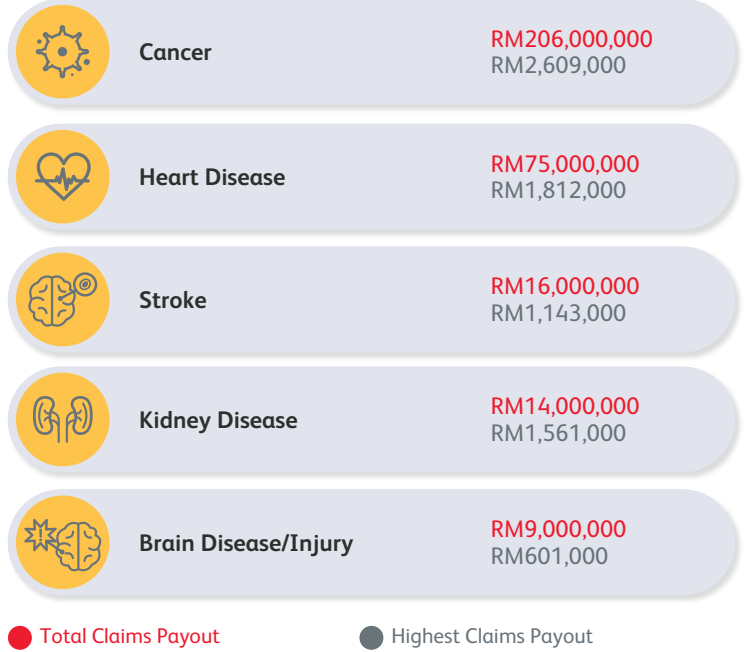 Cancer
RM206,000,000
RM2,609,000
Heart Disease
RM75,000,000
RM1,812,000
Stroke
RM16,000,000
RM1,143,000
Kidney Disease
RM14,000,000
RM1,561,000
Brain Disease/Injury
RM9,000,000
RM601,000
Total Claims Payout
Highest Claims Payout